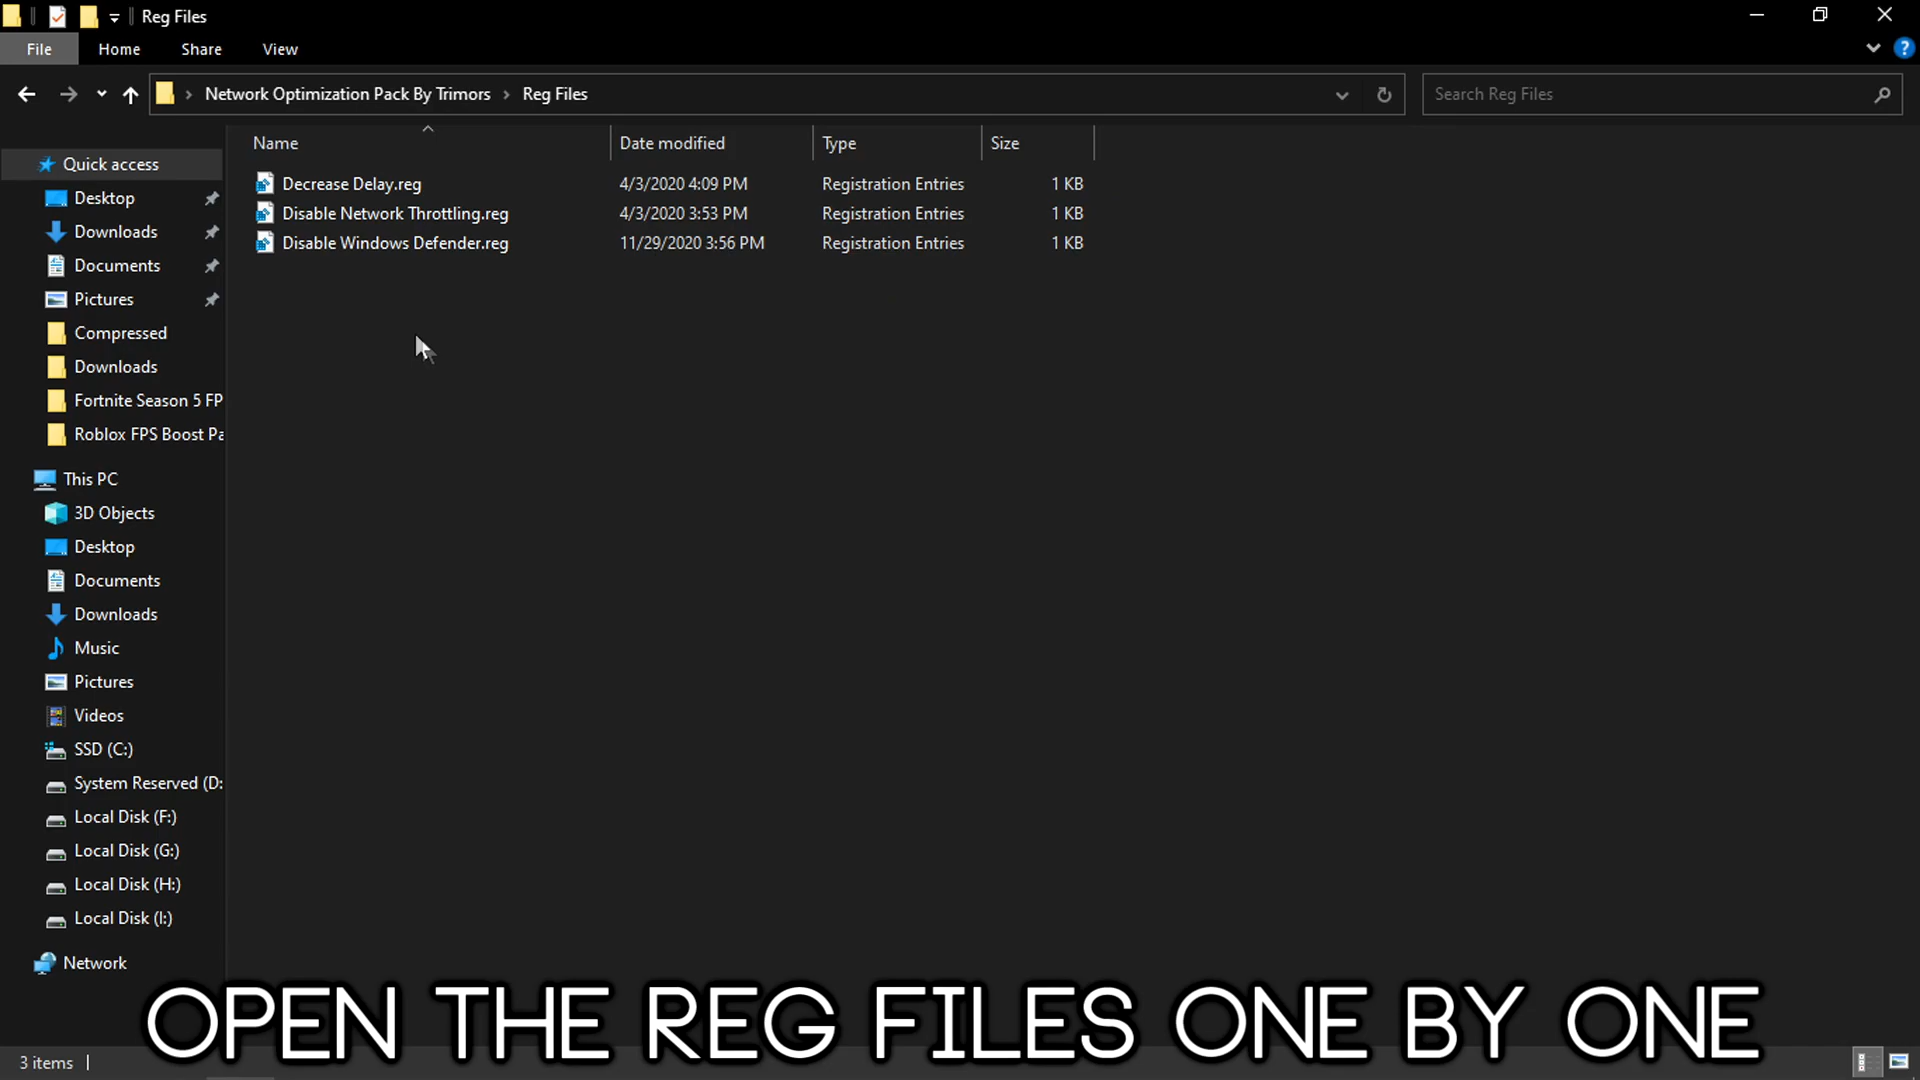 Reg Files
File Home Share View
Network Optimization Pack By Trimors > Reg Files
Search Reg Files
Name Date modified Type Size
Decrease Delay.reg 4/3/2020 4:09 PM Registration Entries 1 KB
Disable Network Throttling.reg 4/3/2020 3:53 PM Registration Entries 1 KB
Disable Windows Defender.reg 11/29/2020 3:56 PM Registration Entries 1 KB
Quick access
Desktop
Downloads
Documents
Pictures
Compressed
Downloads
Fortnite Season 5 FP
Roblox FPS Boost Pa
This PC
3D Objects
Desktop
Documents
Downloads
Music
Pictures
Videos
SSD (C:)
System Reserved (D:
Local Disk (F:)
Local Disk (G:)
Local Disk (H:)
Local Disk (I:)
Network
OPEN THE REG FILES ONE BY ONE
3 items